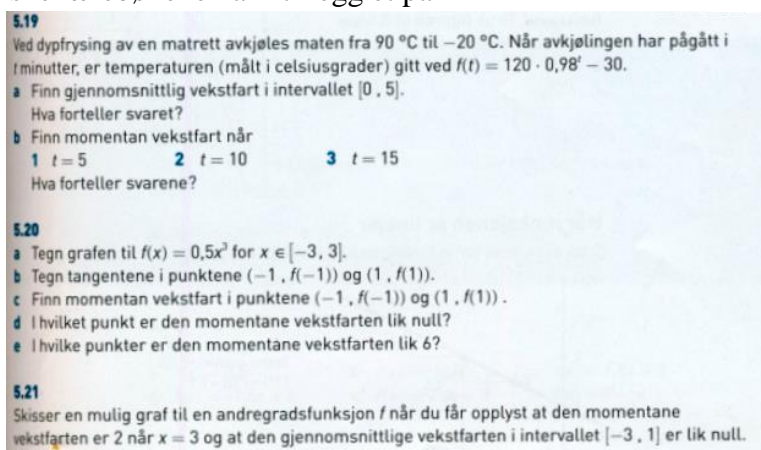 5.19
Ved dypfrysing av en matrett avkjøles maten fra 90 °C til −20 °C. Når avkjølingen har pågått i
t minutter, er temperaturen (målt i celsiusgrader) gitt ved f(t) = 120 · 0,98ᵗ − 30.
a Finn gjennomsnittlig vekstfart i intervallet [0 , 5].
Hva forteller svaret?
b Finn momentan vekstfart når
1 t = 5 2 t = 10 3 t = 15
Hva forteller svarene?
5.20
a Tegn grafen til f(x) = 0,5x³ for x ∈ [−3, 3].
b Tegn tangentene i punktene (−1 , f(−1)) og (1 , f(1)).
c Finn momentan vekstfart i punktene (−1 , f(−1)) og (1 , f(1)) .
d I hvilket punkt er den momentane vekstfarten lik null?
e I hvilke punkter er den momentane vekstfarten lik 6?
5.21
Skisser en mulig graf til en andregradsfunksjon f når du får opplyst at den momentane
vekstfarten er 2 når x = 3 og at den gjennomsnittlige vekstfarten i intervallet [−3 , 1] er lik null.